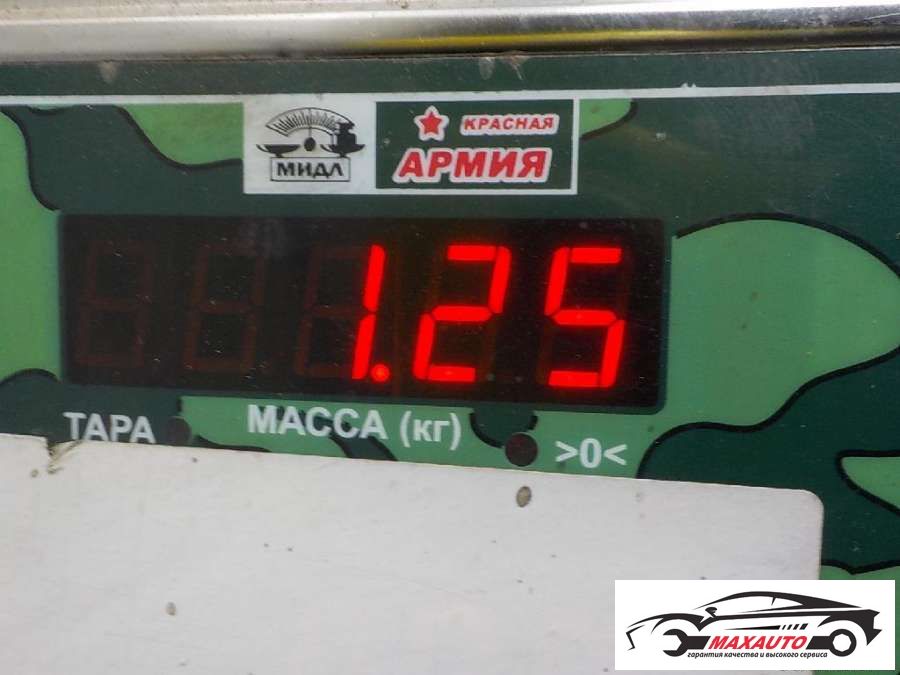 МИДЛ
КРАСНАЯ
АРМИЯ
1.25
ТАРА
МАССА (кг)
>0<
MAXAUTO
гарантия качества и высокого сервиса